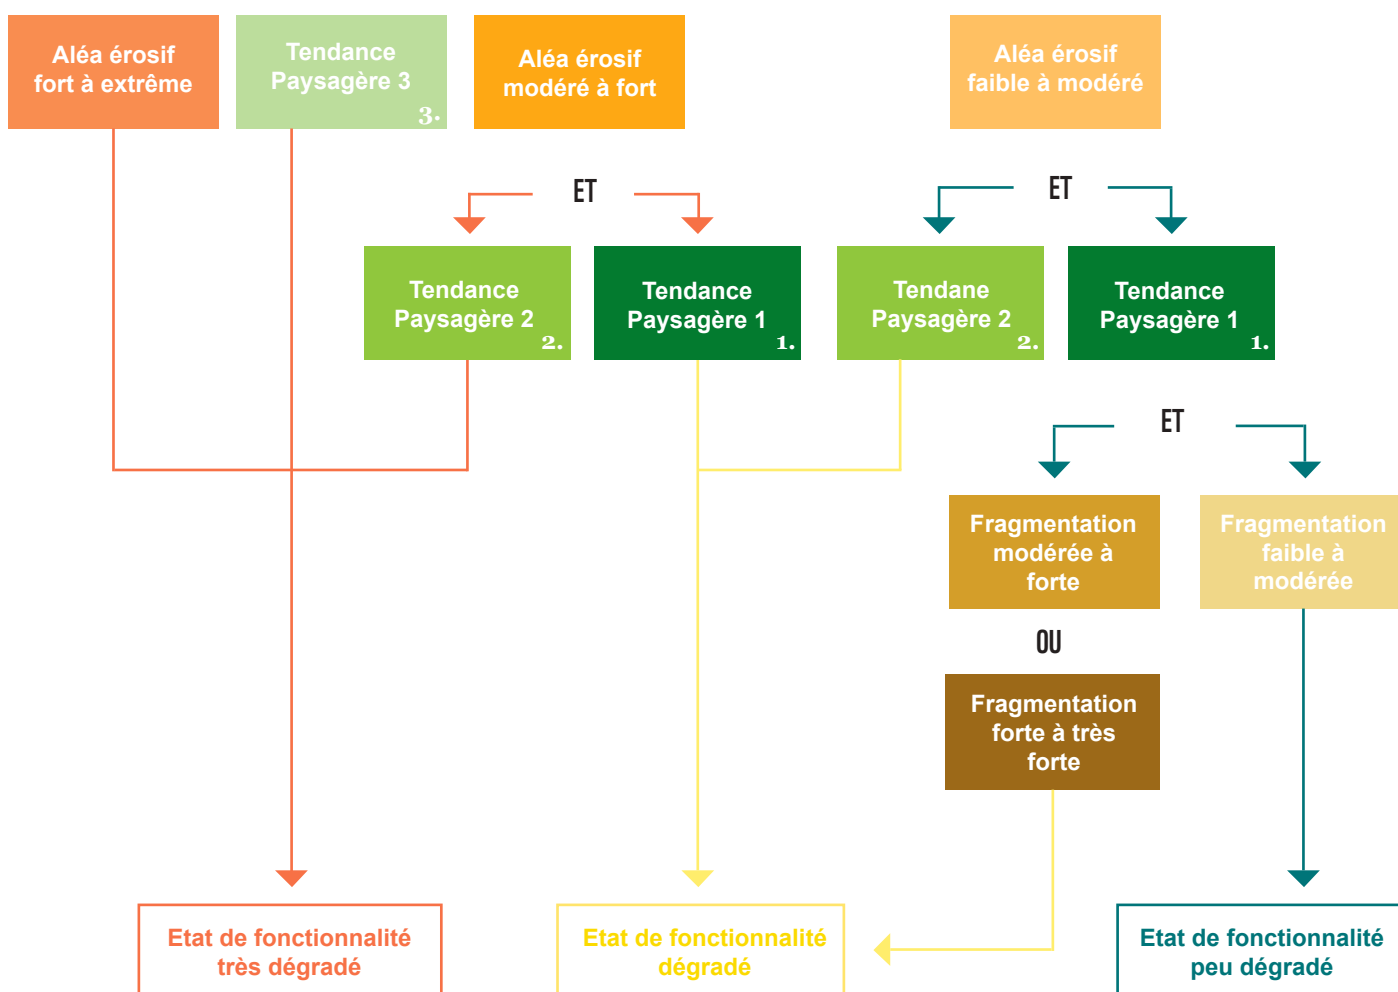 Aléa érosif
fort à extrême
Tendance
Paysagère 3
3.
Aléa érosif
modéré à fort
Aléa érosif
faible à modéré
ET
ET
Tendance
Paysagère 2
2.
Tendance
Paysagère 1
1.
Tendane
Paysagère 2
2.
Tendance
Paysagère 1
1.
ET
Fragmentation
modérée à
forte
Fragmentation
faible à
modérée
OU
Fragmentation
forte à très
forte
Etat de fonctionnalité
très dégradé
Etat de fonctionnalité
dégradé
Etat de fonctionnalité
peu dégradé